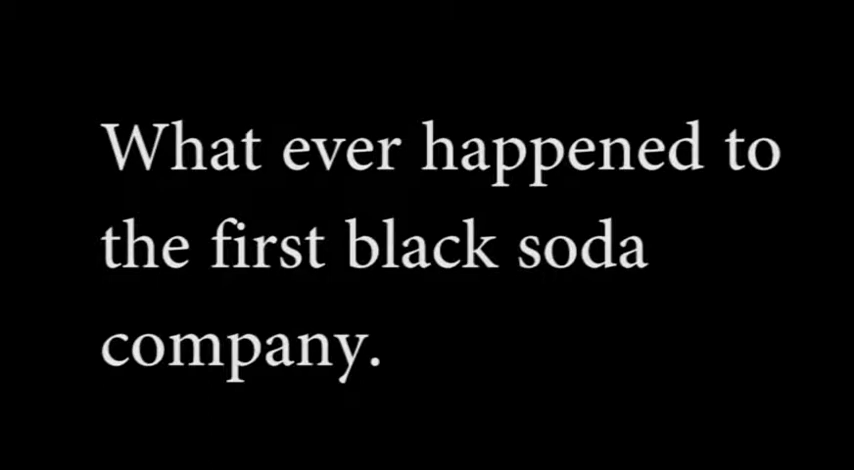 What ever happened to
the first black soda
company.